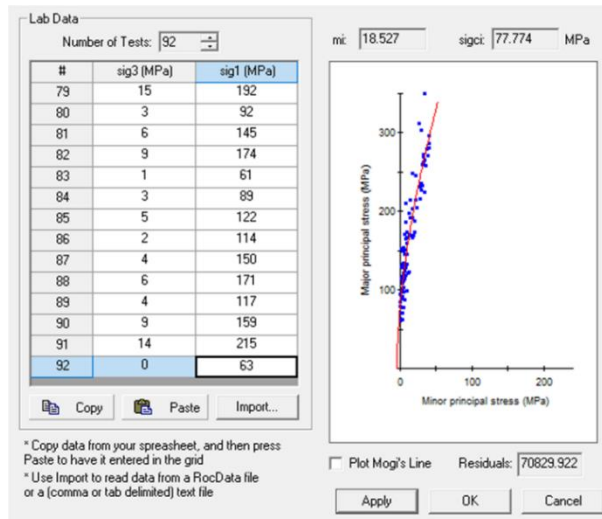 Lab Data
Number of Tests: 92
# sig3 (MPa) sig1 (MPa)
79 15 192
80 3 92
81 6 145
82 9 174
83 1 61
84 3 89
85 5 122
86 2 114
87 4 150
88 6 171
89 4 117
90 9 159
91 14 215
92 0 63
Copy Paste Import...
* Copy data from your spreasheet, and then press
Paste to have it entered in the grid
* Use Import to read data from a RocData file
or a (comma or tab delimited) text file
mi: 18.527 sigci: 77.774 MPa
Major principal stress (MPa)
300
200
100
0 100 200
Minor principal stress (MPa)
Plot Mogi's Line Residuals: 70829.922
Apply OK Cancel